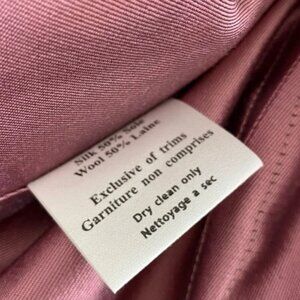 Silk 50% Soie
Wool 50% Laine
Exclusive of trims
Garniture non comprises
Dry clean only
Nettoyage a sec